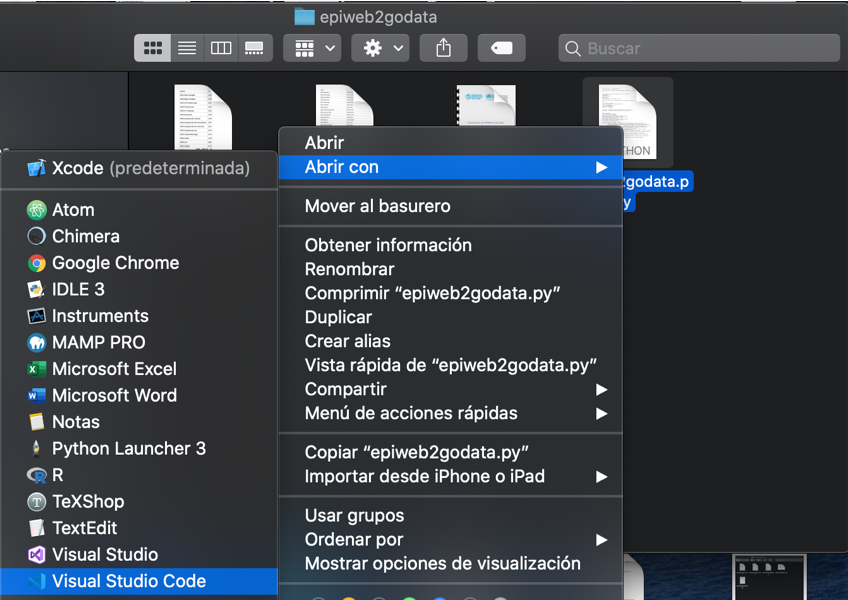 epiweb2godata
Buscar
THON
2godata.p
y
Abrir
Abrir con
Mover al basurero
Obtener información
Renombrar
Comprimir “epiweb2godata.py”
Duplicar
Crear alias
Vista rápida de “epiweb2godata.py”
Compartir
Menú de acciones rápidas
Copiar “epiweb2godata.py”
Importar desde iPhone o iPad
Usar grupos
Ordenar por
Mostrar opciones de visualización
Xcode (predeterminada)
Atom
Chimera
Google Chrome
IDLE 3
Instruments
MAMP PRO
Microsoft Excel
Microsoft Word
Notas
Python Launcher 3
R
TeXShop
TextEdit
Visual Studio
Visual Studio Code